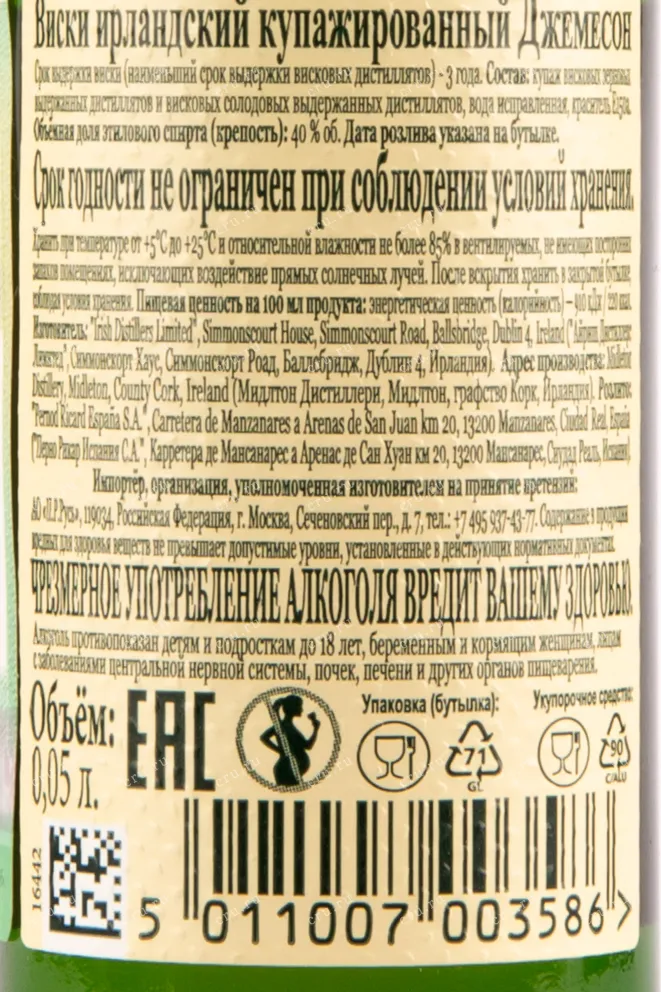 Виски ирландский купажированный Джемесон
Срок выдержки виски (наименьший срок выдержки висковых дистиллятов) - 3 года. Состав: купаж висковых зерновых
выдержанных дистиллятов и висковых солодовых выдержанных дистиллятов, вода исправленная, краситель E150a.
Объемная доля этилового спирта (крепость): 40 % об. Дата розлива указана на бутылке.
Срок годности не ограничен при соблюдении условий хранения.
Хранить при температуре от +5°C до +25°C и относительной влажности не более 85% в вентилируемых, не имеющих посторонних
запахов помещениях, исключающих воздействие прямых солнечных лучей. После вскрытия хранить в закрытой бутылке,
соблюдая условия хранения. Пищевая ценность на 100 мл продукта: энергетическая ценность (калорийность) –
Изготовитель: "Irish Distillers Limited", Simmonscourt House, Simmonscourt Road, Ballsbridge, Dublin 4, Ireland ("Айриш Дистиллерс
Лимитед", Симмонскорт Хаус, Симмонскорт Роад, Баллсбридж, Дублин 4, Ирландия). Адрес производства: Midleton
Distillery, Midleton, County Cork, Ireland (Мидлтон Дистиллери, Мидлтон, графство Корк, Ирландия). Розлито:
"Pernod Ricard España S.A.", Carretera de Manzanares a Arenas de San Juan km 20, 13200 Manzanares, Ciudad Real, España
("Перно Рикар Испания С.А.", Карретера де Мансанарес а Аренас де Сан Хуан км 20, 13200 Мансанарес, Сиудад Реаль, Испания).
Импортёр, организация, уполномоченная изготовителем на принятие претензий:
АО «П.Р.Русь», 119034, Российская Федерация, г. Москва, Сеченовский пер., д. 7, тел.: +7 495 937-43-77. Содержание в продукции
вредных для здоровья веществ не превышает допустимые уровни, установленные в действующих нормативных документах.
ЧРЕЗМЕРНОЕ УПОТРЕБЛЕНИЕ АЛКОГОЛЯ ВРЕДИТ ВАШЕМУ ЗДОРОВЬЮ.
Алкоголь противопоказан детям и подросткам до 18 лет, беременным и кормящим женщинам, лицам
с заболеваниями центральной нервной системы, почек, печени и других органов пищеварения.
Объём:
0,05 л.
EAC
Упаковка (бутылка):
71
GL
Укупорочное средство:
90
C/ALU
16442
5 011007 003586 >